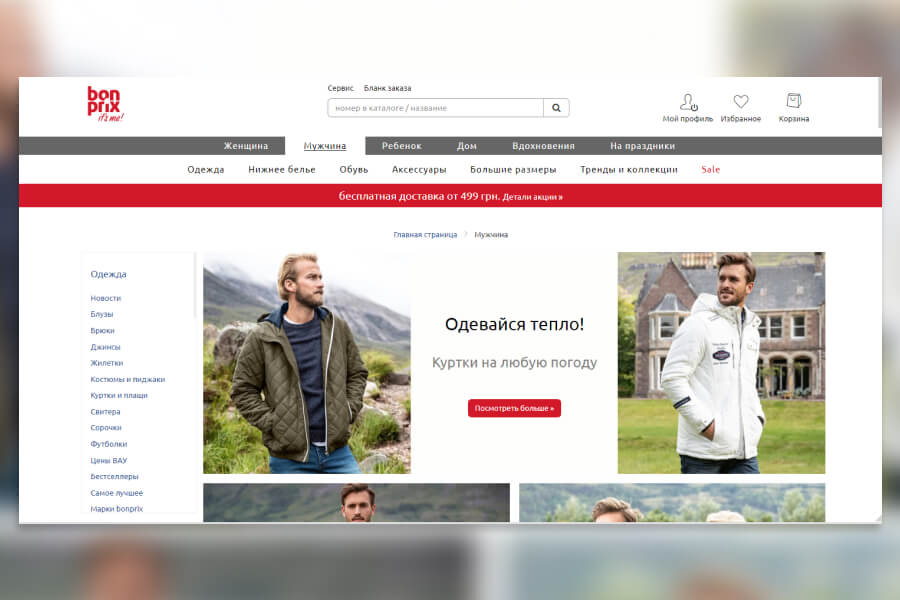 bon
prix
it's me!
Сервис Бланк заказа
номер в каталоге / название
Мой профиль Избранное Корзина
Женщина Мужчина Ребенок Дом Вдохновения На праздники
Одежда Нижнее белье Обувь Аксессуары Большие размеры Тренды и коллекции Sale
бесплатная доставка от 499 грн. Детали акции »
Главная страница > Мужчина
Одежда
Новости
Блузы
Брюки
Джинсы
Жилетки
Костюмы и пиджаки
Куртки и плащи
Свитера
Сорочки
Футболки
Цены ВАУ
Бестселлеры
Самое лучшее
Марки bonprix
Одевайся тепло!
Куртки на любую погоду
Посмотреть больше »